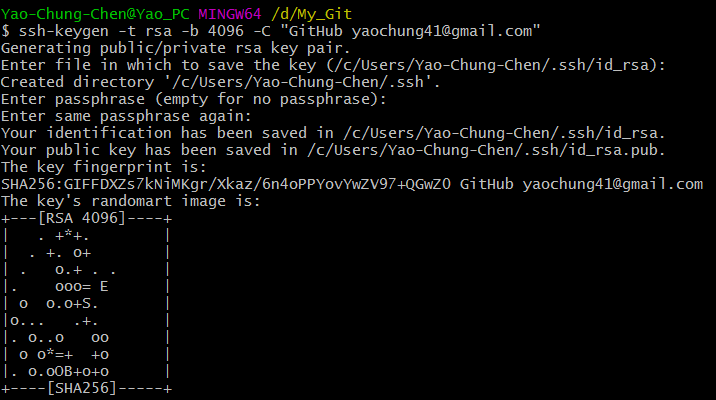 Yao-Chung-Chen@Yao_PC MINGW64 /d/My_Git
$ ssh-keygen -t rsa -b 4096 -C "GitHub yaochung41@gmail.com"
Generating public/private rsa key pair.
Enter file in which to save the key (/c/Users/Yao-Chung-Chen/.ssh/id_rsa):
Created directory '/c/Users/Yao-Chung-Chen/.ssh'.
Enter passphrase (empty for no passphrase):
Enter same passphrase again:
Your identification has been saved in /c/Users/Yao-Chung-Chen/.ssh/id_rsa.
Your public key has been saved in /c/Users/Yao-Chung-Chen/.ssh/id_rsa.pub.
The key fingerprint is:
SHA256:GIFFDXZs7kNiMKgr/Xkaz/6n4oPPYovYwZV97+QGwZ0 GitHub yaochung41@gmail.com
The key's randomart image is:
+---[RSA 4096]----+
|   . +*+.        |
|  . +. o+        |
| .   o.+ . .     |
|.    ooo= E      |
| o  o.o+S.       |
|o...   .+.       |
|. o..o   oo      |
| o o*=+  +o      |
|. o.oOB+o+o      |
+----[SHA256]-----+